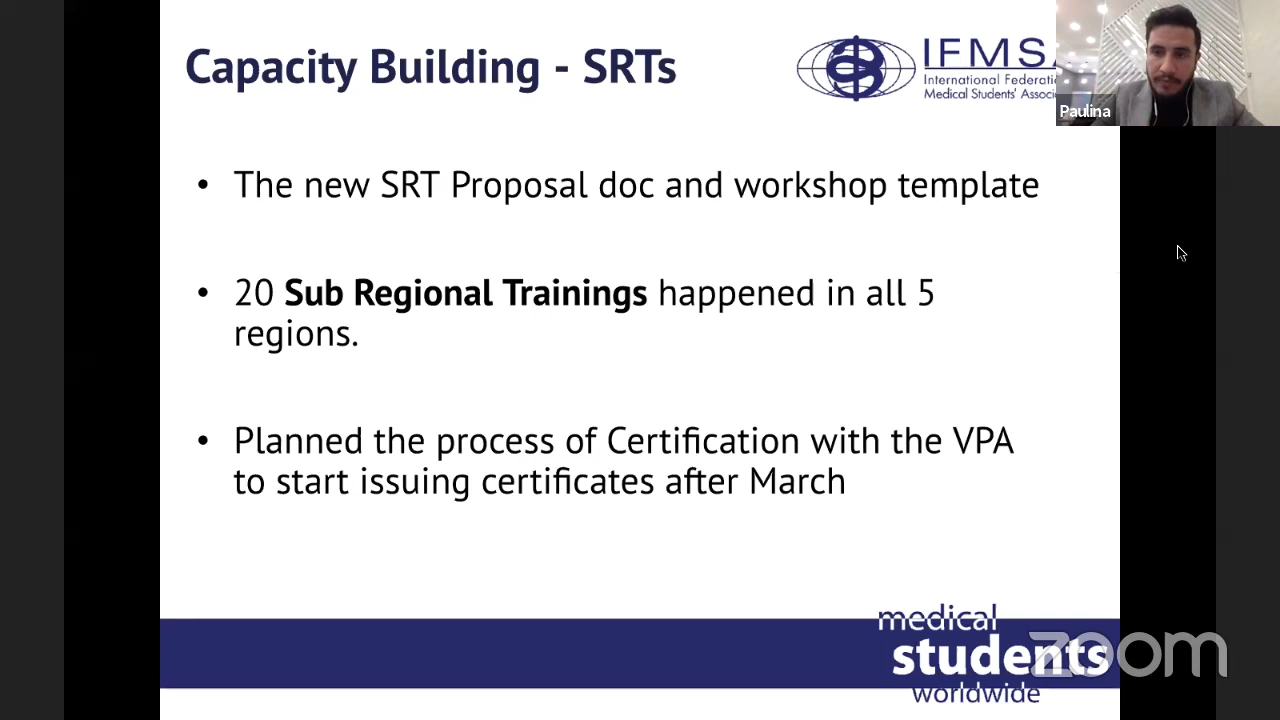 Capacity Building - SRTs
IFMSA
International Federatio
Medical Students' Associ
Paulina
• The new SRT Proposal doc and workshop template
• 20 Sub Regional Trainings happened in all 5
regions.
• Planned the process of Certification with the VPA
to start issuing certificates after March
medical
students
worldwide
zoom